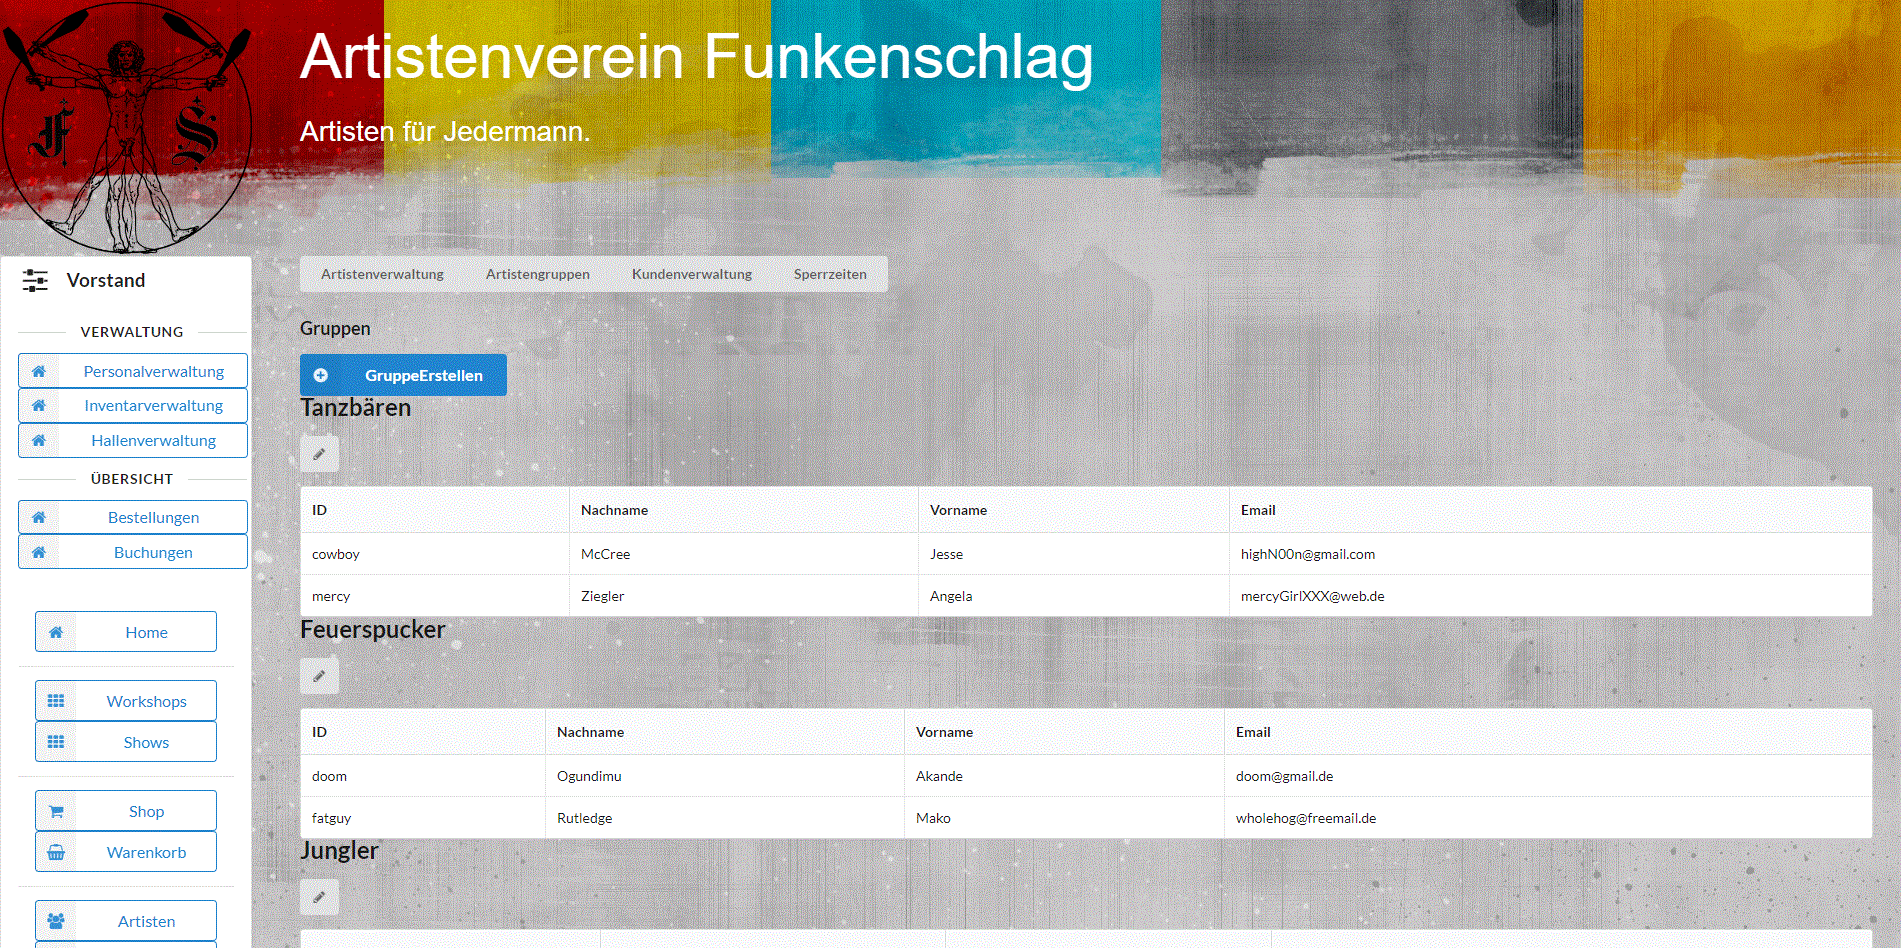 Artistenverein Funkenschlag
Artisten für Jedermann.
F S
Vorstand
VERWALTUNG
Personalverwaltung
Inventarverwaltung
Hallenverwaltung
ÜBERSICHT
Bestellungen
Buchungen
Home
Workshops
Shows
Shop
Warenkorb
Artisten
Artistenverwaltung Artistengruppen Kundenverwaltung Sperrzeiten
Gruppen
GruppeErstellen
Tanzbären
ID Nachname Vorname Email
cowboy McCree Jesse highN00n@gmail.com
mercy Ziegler Angela mercyGirlXXX@web.de
Feuerspucker
ID Nachname Vorname Email
doom Ogundimu Akande doom@gmail.de
fatguy Rutledge Mako wholehog@freemail.de
Jungler